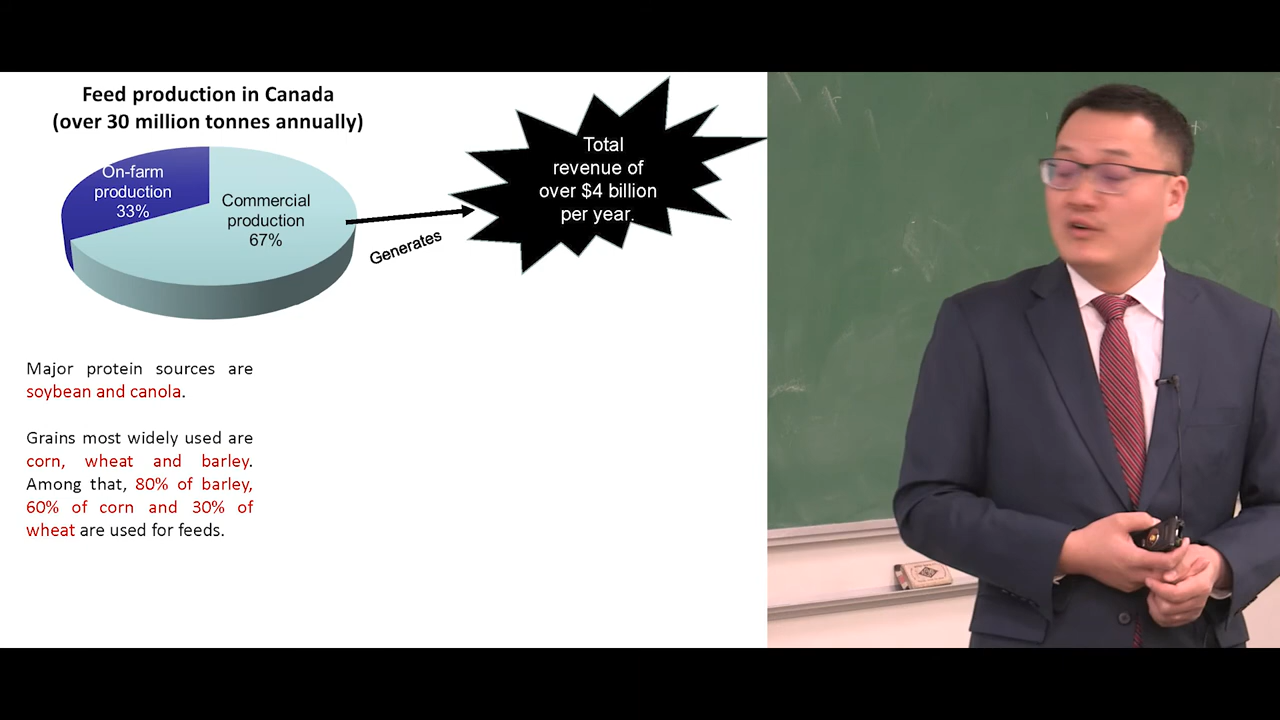 Feed production in Canada
(over 30 million tonnes annually)
On-farm
production
33%
Commercial
production
67%
Generates
Total
revenue of
over $4 billion
per year.
Major protein sources are
soybean and canola.
Grains most widely used are
corn, wheat and barley.
Among that, 80% of barley,
60% of corn and 30% of
wheat are used for feeds.